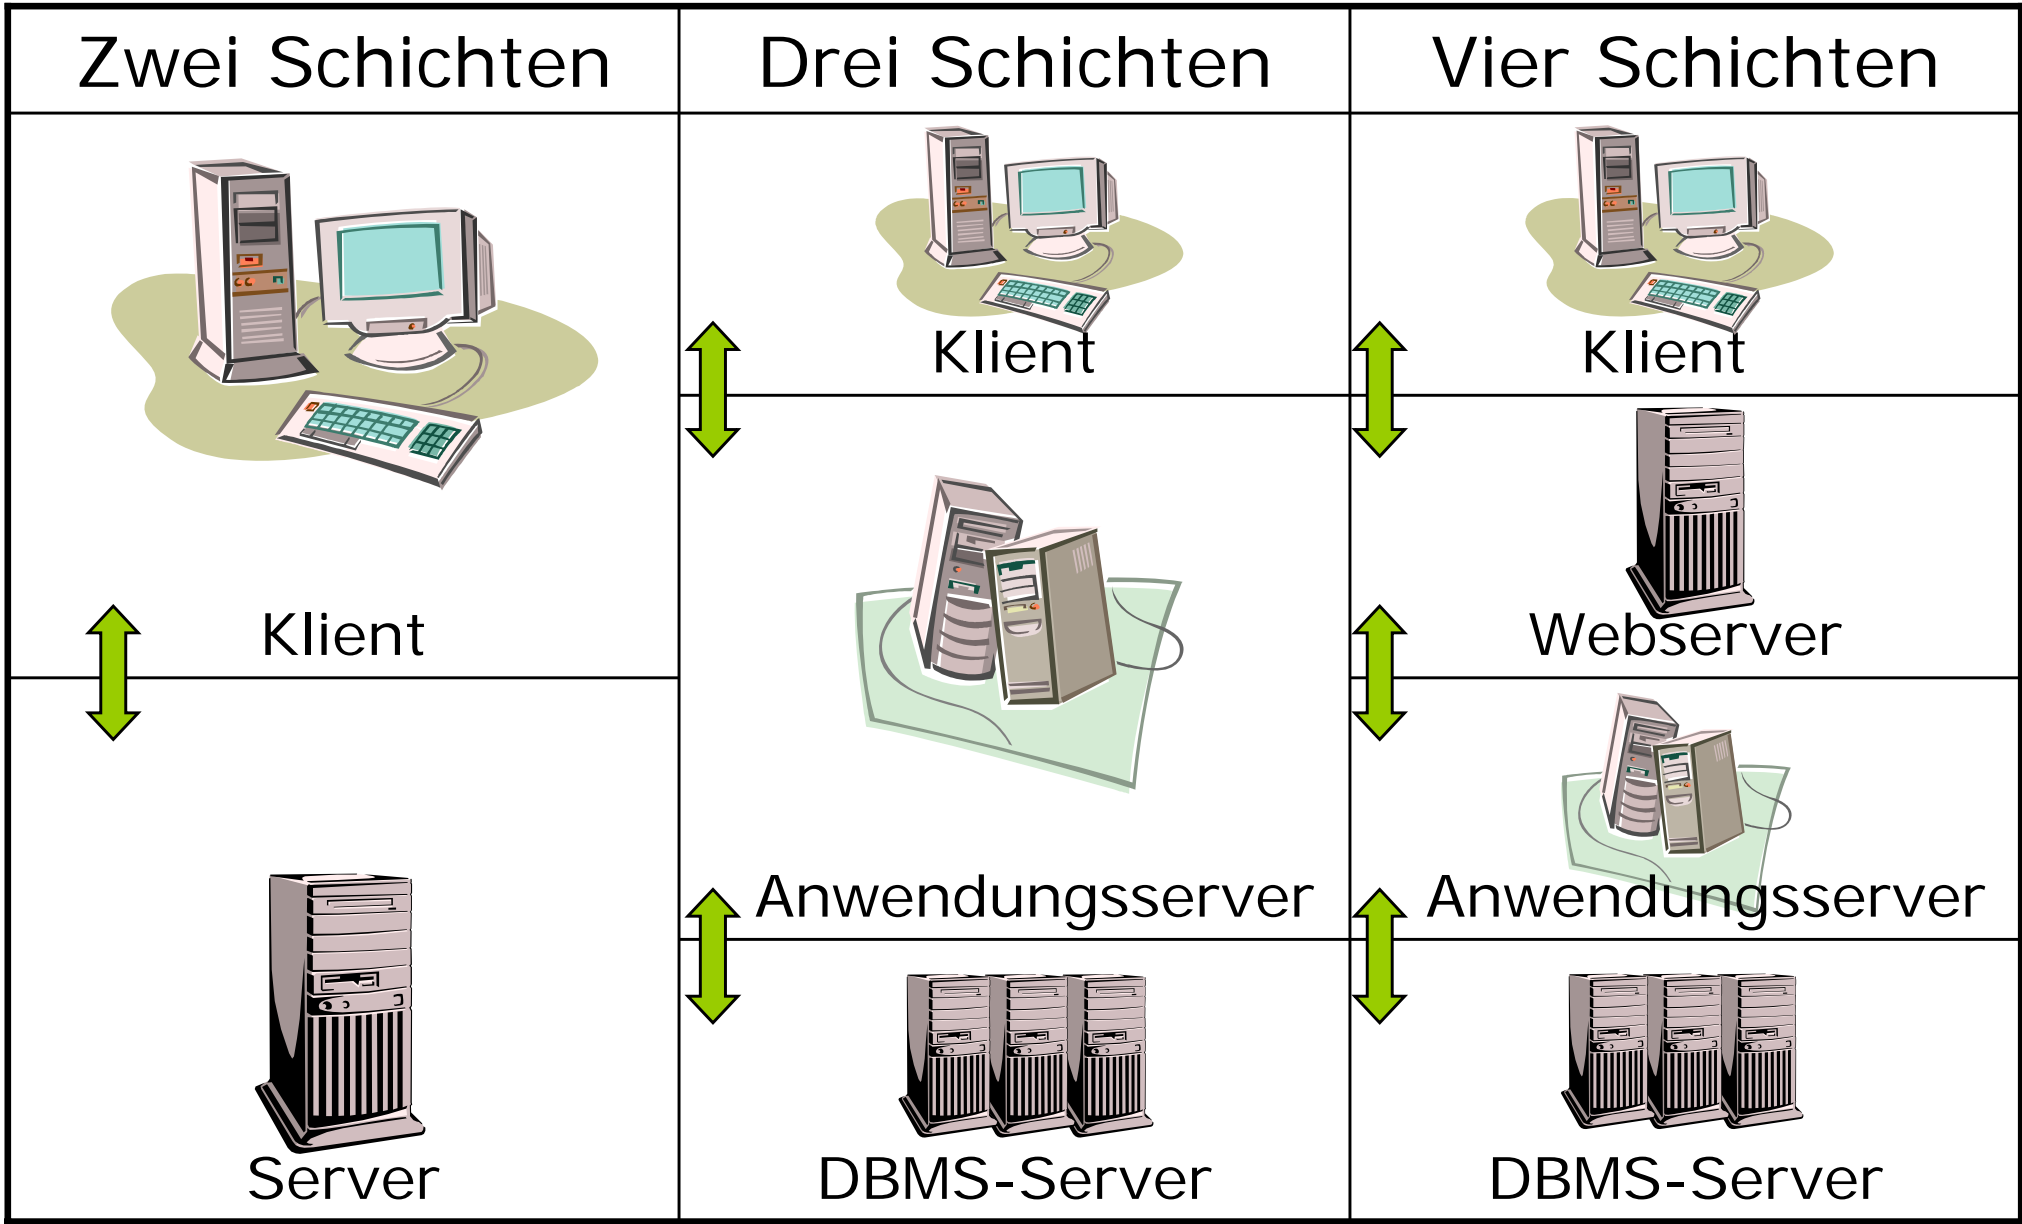 Zwei Schichten
Drei Schichten
Vier Schichten
Klient
Server
Klient
Anwendungsserver
DBMS-Server
Klient
Webserver
Anwendungsserver
DBMS-Server